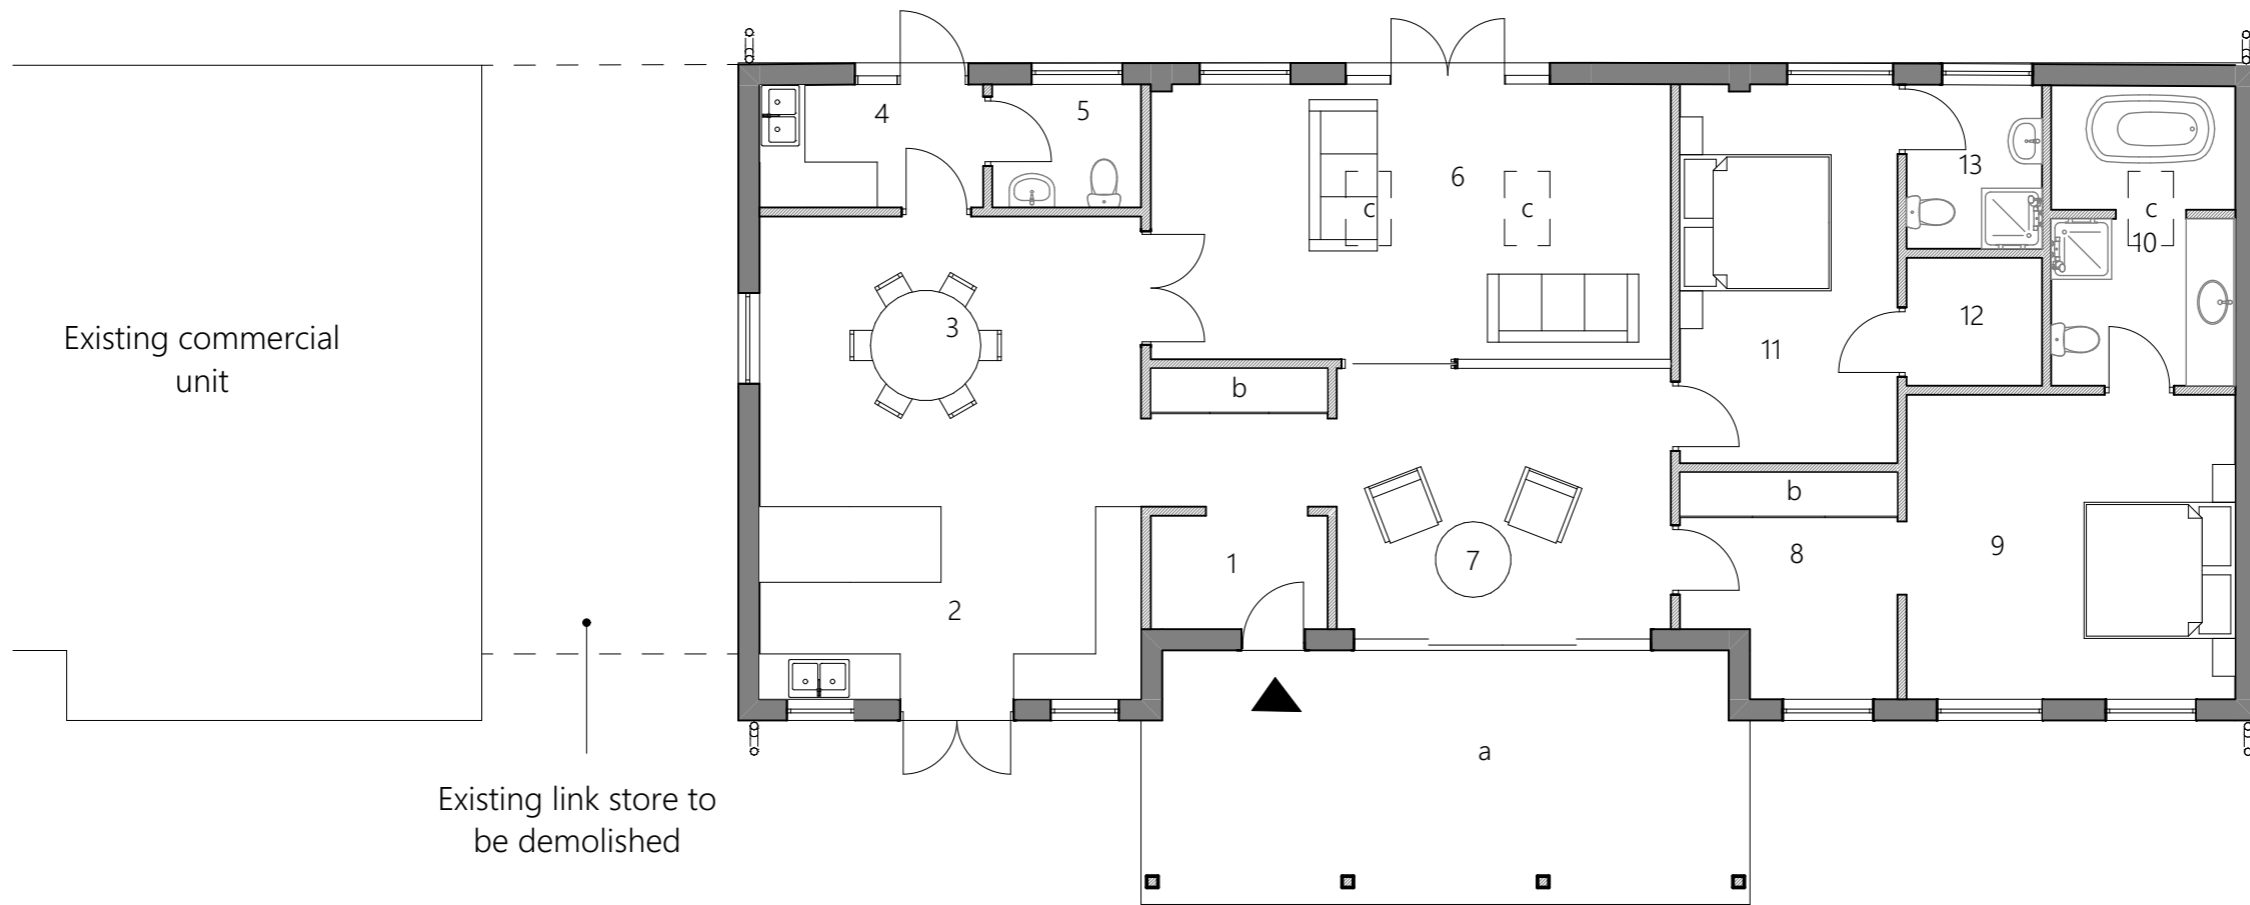 4
5
6
c
c
13
c
10
3
12
11
b
b
1
7
8
9
2
a
Existing commercial
unit
Existing link store to
be demolished